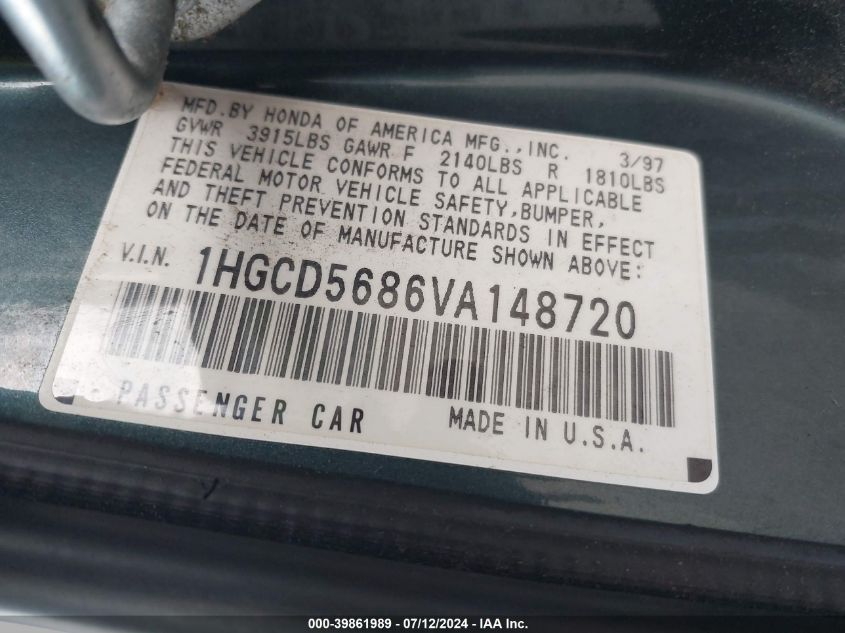 MFD.BY HONDA OF AMERICA MFG.,INC. 3/97
GVWR 3915LBS GAWR F 2140LBS R 1810LBS
THIS VEHICLE CONFORMS TO ALL APPLICABLE
FEDERAL MOTOR VEHICLE SAFETY,BUMPER,
AND THEFT PREVENTION STANDARDS IN EFFECT
ON THE DATE OF MANUFACTURE SHOWN ABOVE:
V.I.N. 1HGCD5686VA148720
PASSENGER CAR MADE IN U.S.A.
000-39861989 - 07/12/2024 - IAA Inc.